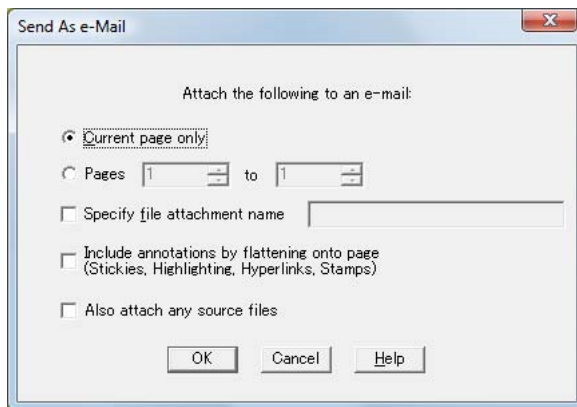 Send As e-Mail
Attach the following to an e-mail:
Current page only
Pages 1 to 1
Specify file attachment name
Include annotations by flattening onto page
(Stickies, Highlighting, Hyperlinks, Stamps)
Also attach any source files
OK Cancel Help